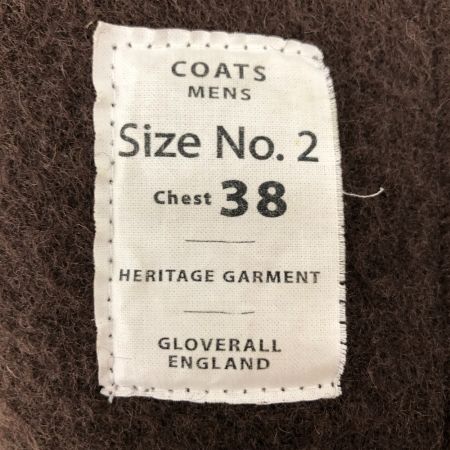 COATS
MENS
Size No. 2
Chest 38
HERITAGE GARMENT
GLOVERALL
ENGLAND